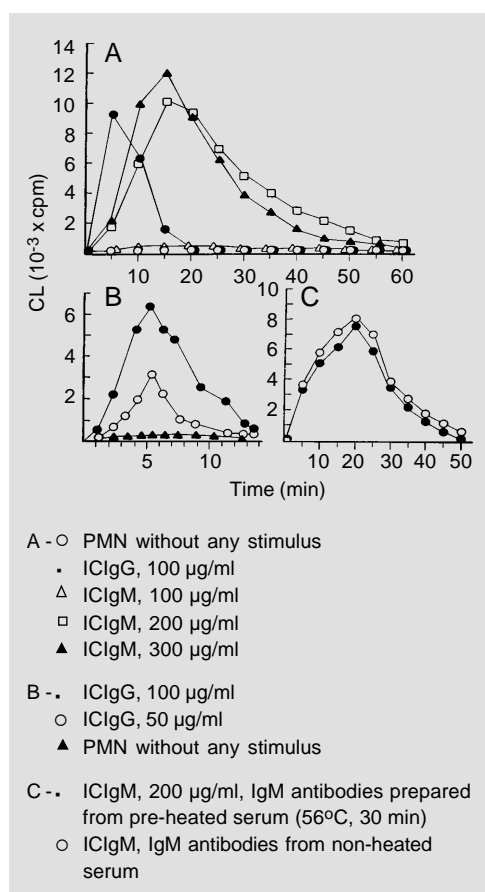 A
14
12
10
8
6
4
2
10 20 30 40 50 60
CL (10-3 x cpm)
B
6
4
2
5 10
C
10
8
6
4
2
10 20 30 40 50
Time (min)
A - ○ PMN without any stimulus
▪ ICIgG, 100 µg/ml
△ ICIgM, 100 µg/ml
□ ICIgM, 200 µg/ml
▲ ICIgM, 300 µg/ml
B - ▪ ICIgG, 100 µg/ml
○ ICIgG, 50 µg/ml
▲ PMN without any stimulus
C - ▪ ICIgM, 200 µg/ml, IgM antibodies prepared
from pre-heated serum (56ºC, 30 min)
○ ICIgM, IgM antibodies from non-heated
serum